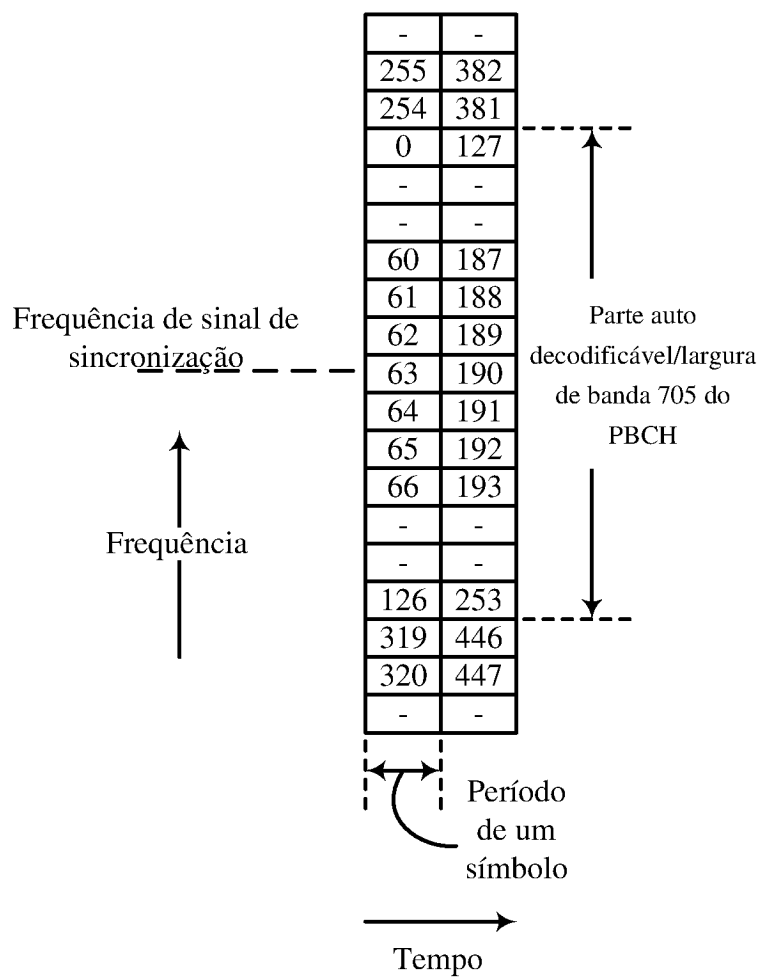 - -
255 382
254 381
0 127
- -
- -
60 187
61 188
62 189
63 190
64 191
65 192
66 193
- -
- -
126 253
319 446
320 447
- -
Frequência de sinal de
sincronização
Frequência
Parte auto
decodificável/largura
de banda 705 do
PBCH
Período
de um
símbolo
Tempo